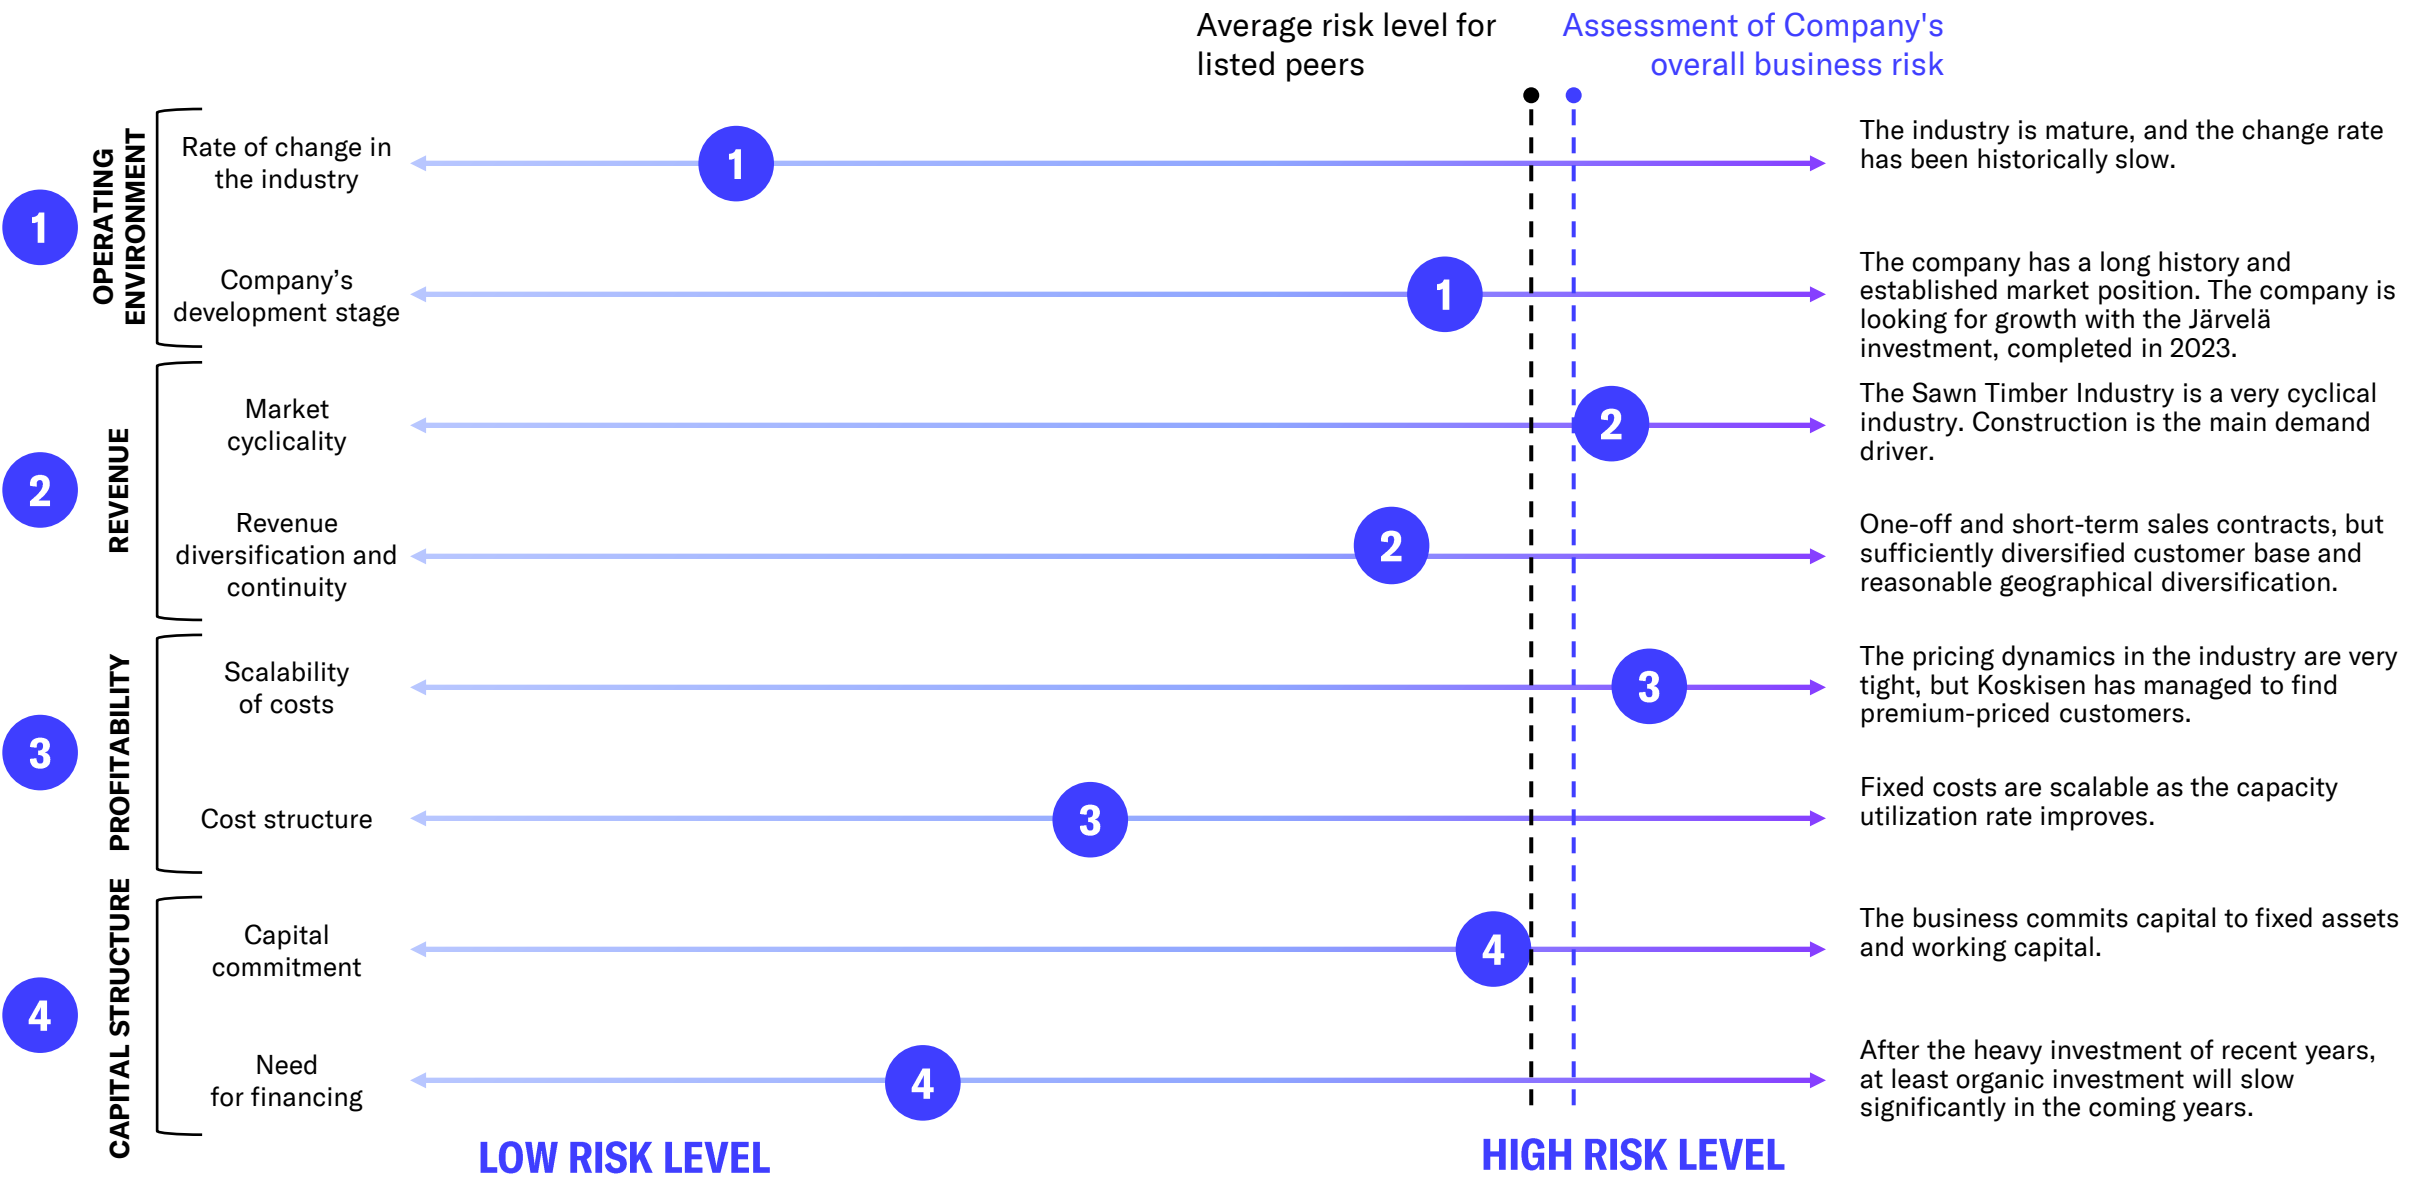 Average risk level for
listed peers
Assessment of Company's
overall business risk
1
OPERATING
ENVIRONMENT
Rate of change in
the industry
1
The industry is mature, and the change rate
has been historically slow.
Company’s
development stage
1
The company has a long history and
established market position. The company is
looking for growth with the Järvelä
investment, completed in 2023.
2
REVENUE
Market
cyclicality
2
The Sawn Timber Industry is a very cyclical
industry. Construction is the main demand
driver.
Revenue
diversification and
continuity
2
One-off and short-term sales contracts, but
sufficiently diversified customer base and
reasonable geographical diversification.
3
PROFITABILITY
Scalability
of costs
3
The pricing dynamics in the industry are very
tight, but Koskisen has managed to find
premium-priced customers.
Cost structure
3
Fixed costs are scalable as the capacity
utilization rate improves.
4
CAPITAL STRUCTURE
Capital
commitment
4
The business commits capital to fixed assets
and working capital.
Need
for financing
4
After the heavy investment of recent years,
at least organic investment will slow
significantly in the coming years.
LOW RISK LEVEL
HIGH RISK LEVEL